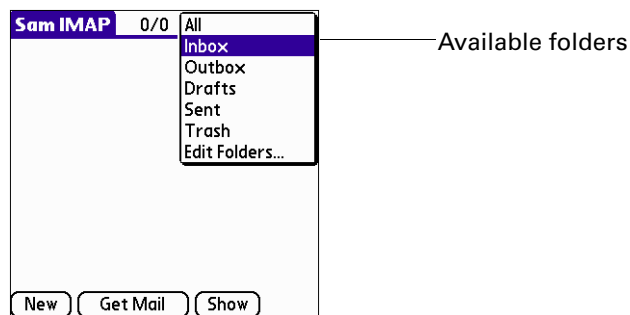 Sam IMAP 0/0 All
Inbox
Available folders
Outbox
Drafts
Sent
Trash
Edit Folders...
New Get Mail Show